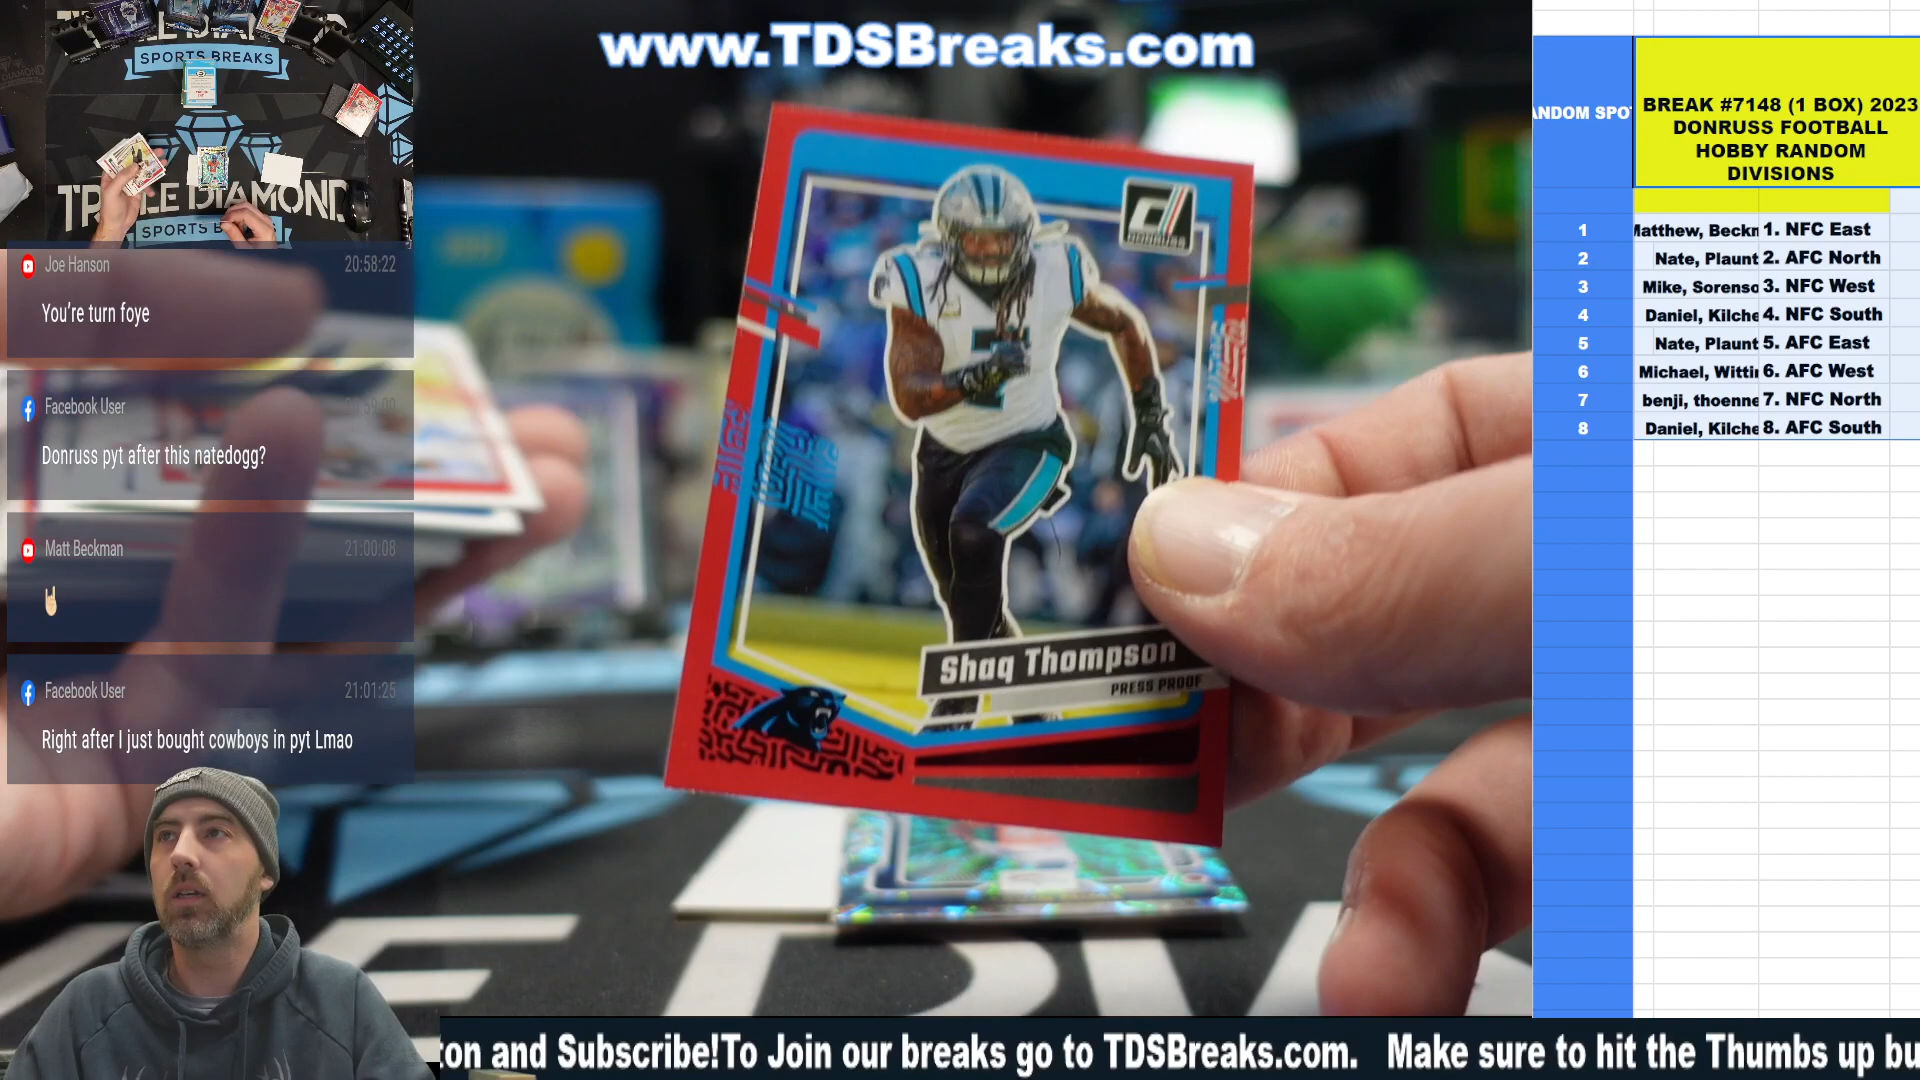 SPORTS BREAKS
TRIPLE DIAMOND
SPORTS
Joe Hanson 20:58:22
You're turn foye
Facebook User
Donruss pyt after this natedogg?
Matt Beckman 21:00:08
🤘🏼
Facebook User 21:01:25
Right after I just bought cowboys in pyt Lmao
www.TDSBreaks.com
DONRUSS
Shaq Thompson
PRESS PROOF
ANDOM SPO
BREAK #7148 (1 BOX) 2023
DONRUSS FOOTBALL
HOBBY RANDOM
DIVISIONS
1 Matthew, Beckn 1. NFC East
2 Nate, Plaunt 2. AFC North
3 Mike, Sorenso 3. NFC West
4 Daniel, Kilche 4. NFC South
5 Nate, Plaunt 5. AFC East
6 Michael, Wittin 6. AFC West
7 benji, thoenne 7. NFC North
8 Daniel, Kilche 8. AFC South
ton and Subscribe!To Join our breaks go to TDSBreaks.com. Make sure to hit the Thumbs up bu